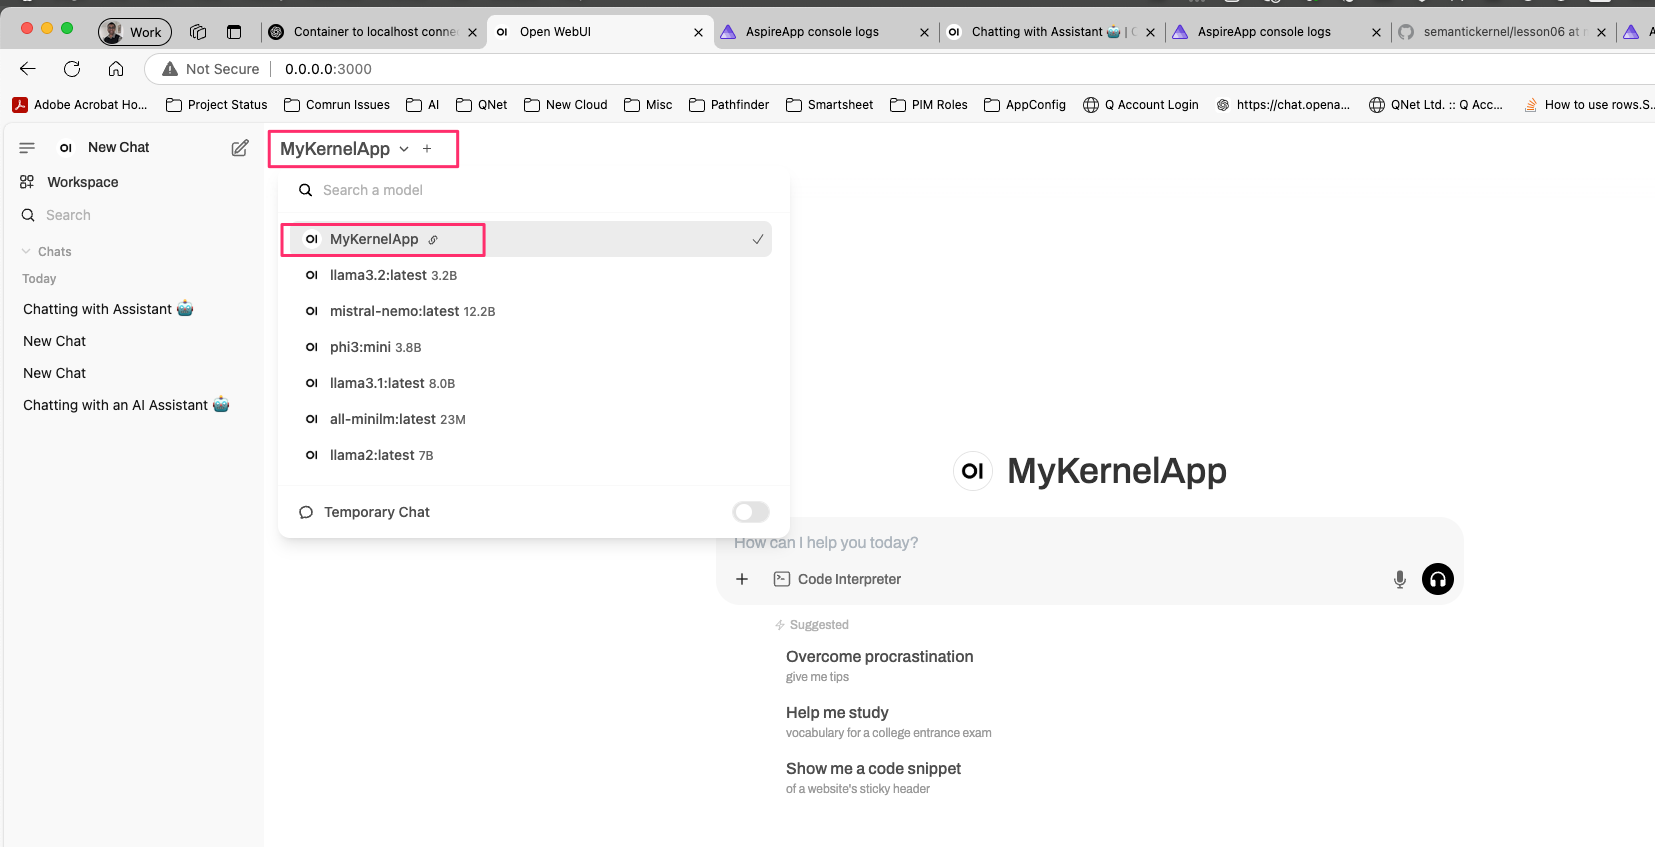 Work
Container to localhost conne
Open WebUI
AspireApp console logs
Chatting with Assistant 🤖 |
AspireApp console logs
semantickernel/lesson06 at
Not Secure
0.0.0.0:3000
Adobe Acrobat Ho...
Project Status
Comrun Issues
AI
QNet
New Cloud
Misc
Pathfinder
Smartsheet
PIM Roles
AppConfig
Q Account Login
https://chat.opena...
QNet Ltd. :: Q Acc...
How to use rows.S..
OI New Chat
Workspace
Search
Chats
Today
Chatting with Assistant 🤖
New Chat
New Chat
Chatting with an AI Assistant 🤖
MyKernelApp
Search a model
OI MyKernelApp
OI llama3.2:latest 3.2B
OI mistral-nemo:latest 12.2B
OI phi3:mini 3.8B
OI llama3.1:latest 8.0B
OI all-minilm:latest 23M
OI llama2:latest 7B
Temporary Chat
OI MyKernelApp
How can I help you today?
Code Interpreter
Suggested
Overcome procrastination
give me tips
Help me study
vocabulary for a college entrance exam
Show me a code snippet
of a website's sticky header